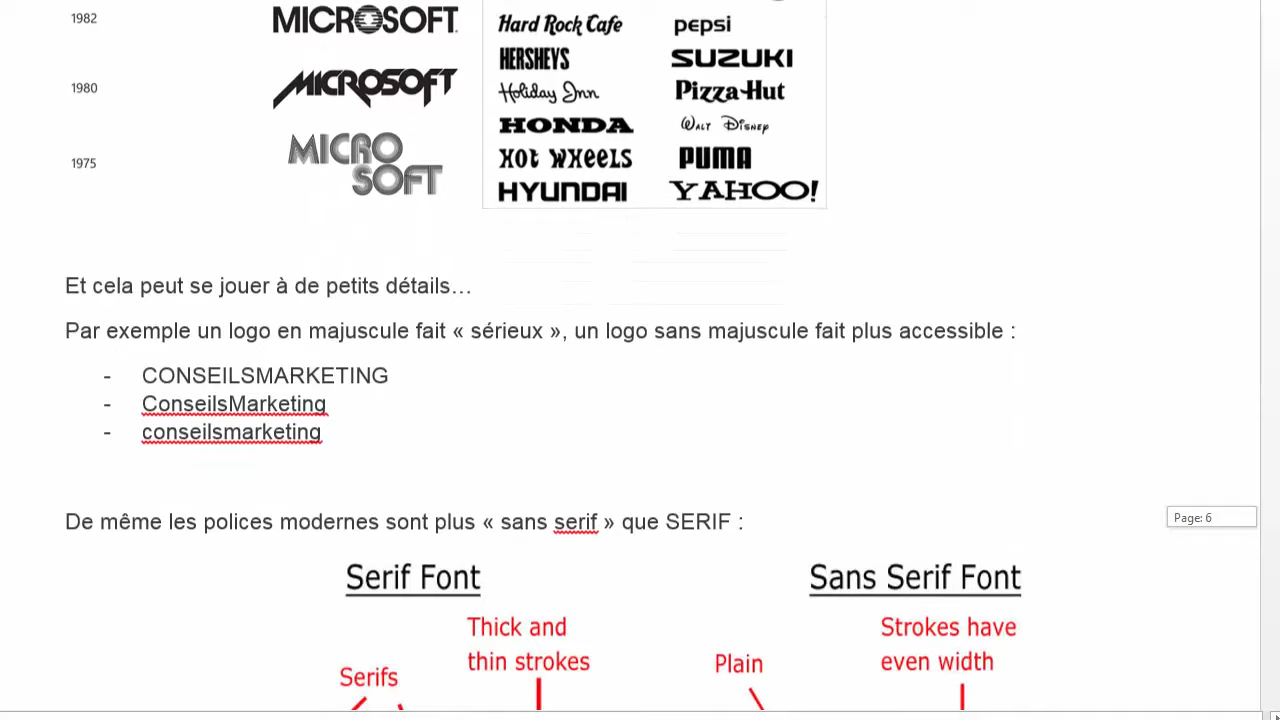 1982
MICROSOFT
1980
MICROSOFT
1975
MICRO
SOFT
Hard Rock Cafe
pepsi
HERSHEYS
SUZUKI
Holiday Inn
Pizza Hut
HONDA
WALT DISNEY
HOT WHEELS
PUMA
HYUNDAI
YAHOO!
Et cela peut se jouer à de petits détails…
Par exemple un logo en majuscule fait « sérieux », un logo sans majuscule fait plus accessible :
- CONSEILSMARKETING
- ConseilsMarketing
- conseilsmarketing
De même les polices modernes sont plus « sans serif » que SERIF :
Page: 6
Serif Font
Sans Serif Font
Thick and
thin strokes
Serifs
Strokes have
even width
Plain